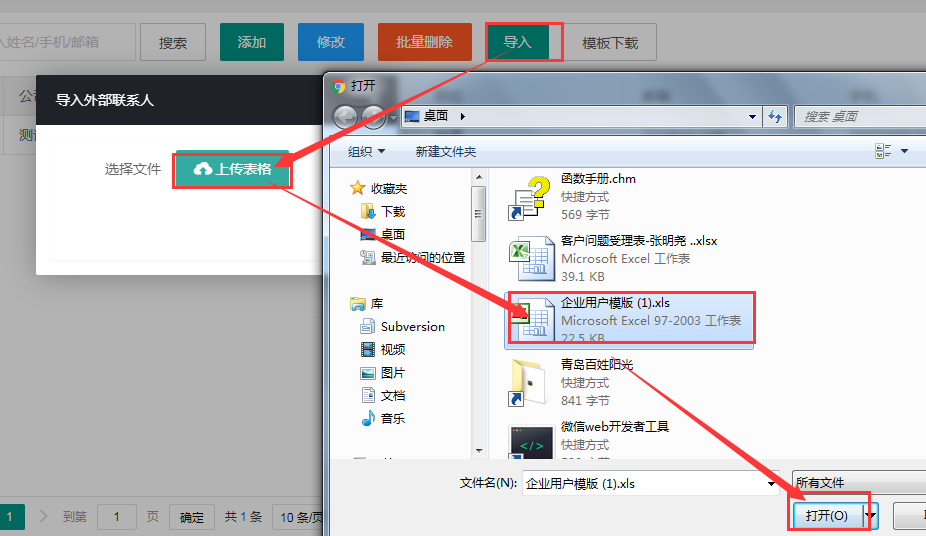 入姓名/手机/邮箱
搜索
添加
修改
批量删除
导入
模板下载
公
测
导入外部联系人
选择文件
上传表格
打开
桌面
搜索 桌面
组织
新建文件夹
收藏夹
下载
桌面
最近访问的位置
库
Subversion
视频
图片
文档
音乐
函数手册.chm
快捷方式
569 字节
客户问题受理表-张明尧 ..xlsx
Microsoft Excel 工作表
39.1 KB
企业用户模版 (1).xls
Microsoft Excel 97-2003 工作表
22.5 KB
青岛百姓阳光
快捷方式
841 字节
微信web开发者工具
快捷方式
文件名(N):
企业用户模版 (1).xls
所有文件
打开(O)
1
到第
1
页
确定
共 1 条
10 条/页